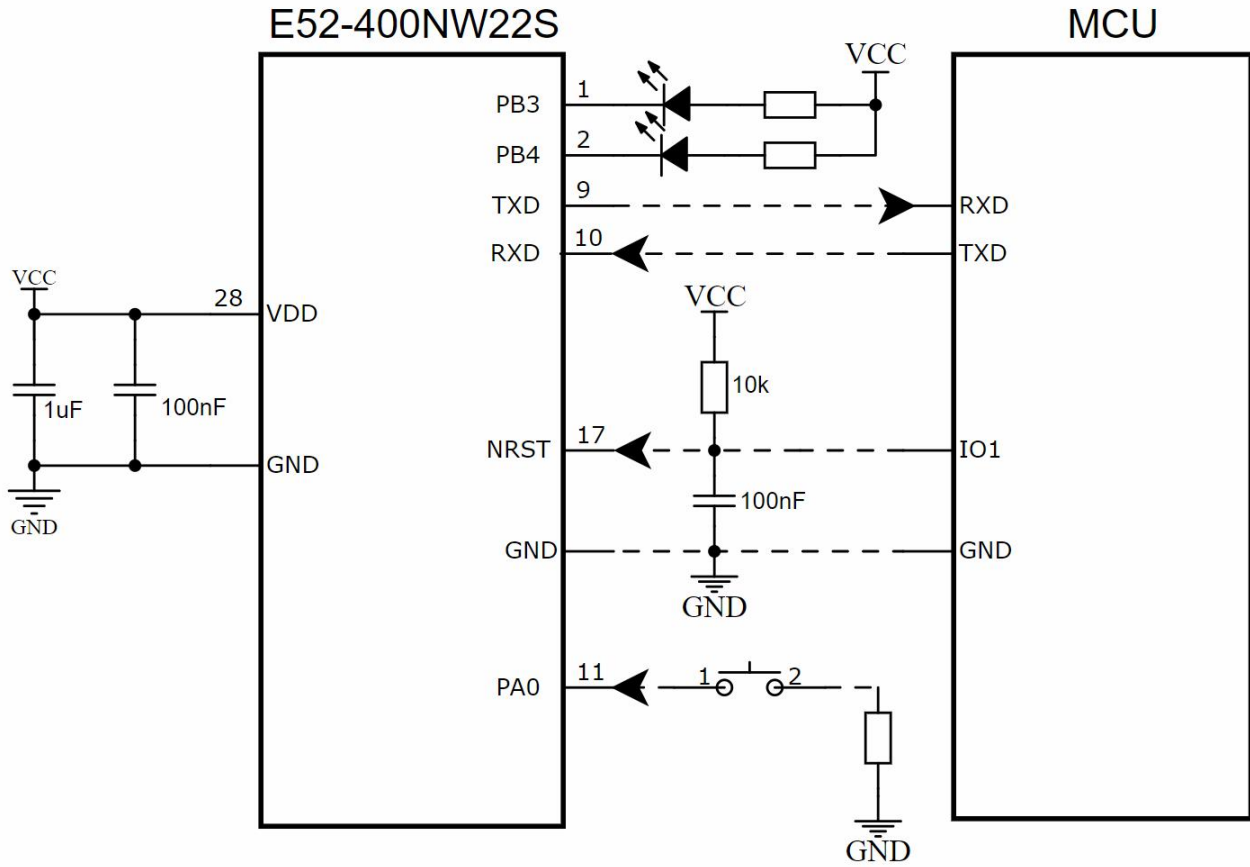 E52-400NW22S
MCU
VCC
PB3 1
PB4 2
TXD 9 RXD
RXD 10 TXD
VCC
28 VDD
1uF 100nF
GND
GND
VCC
10k
NRST 17 IO1
100nF
GND GND
GND
PA0 11 1 2
GND